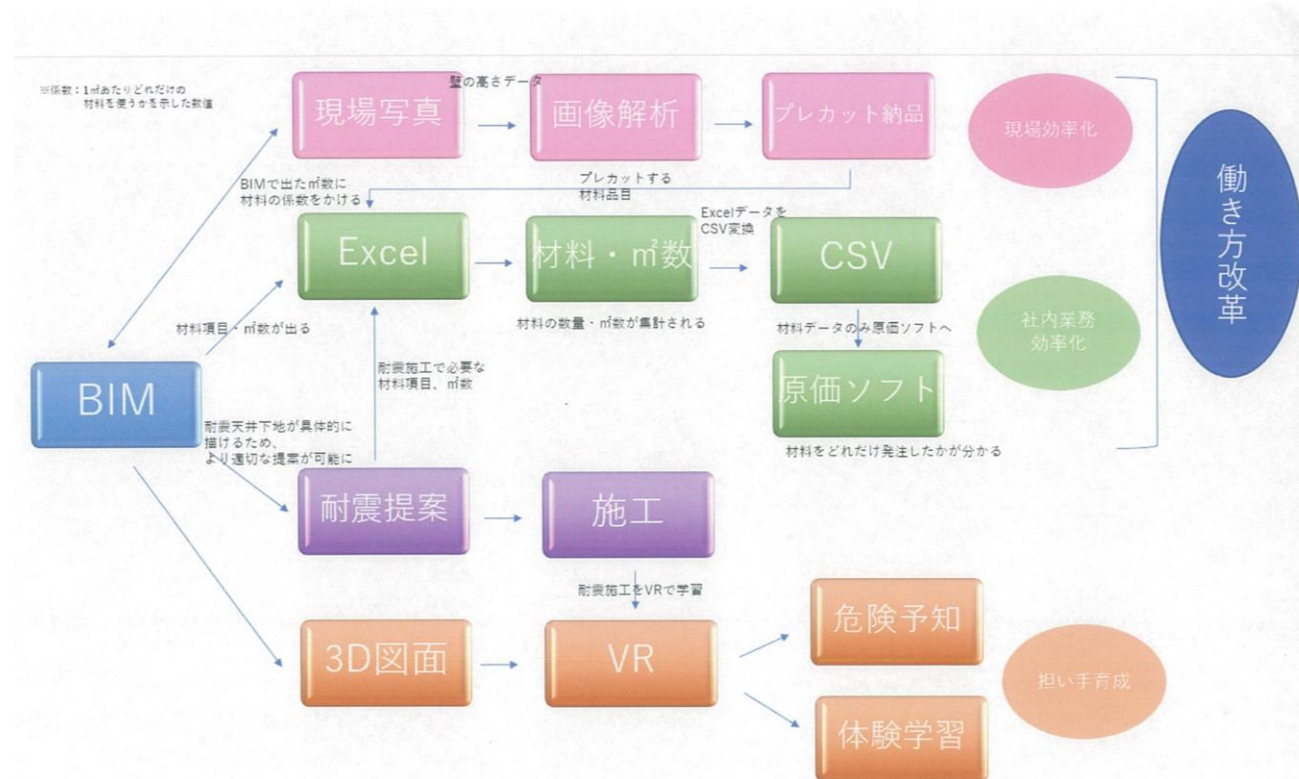 ※係数：1㎡あたりどれだけの
材料を使うかを示した数値
現場写真
壁の高さデータ
画像解析
プレカット納品
現場効率化
働き方改革
BIMで出た㎡数に
材料の係数をかける
プレカットする
材料品目
Excelデータを
CSV変換
Excel
材料・㎡数
CSV
材料項目・㎡数が出る
材料の数量・㎡数が集計される
材料データのみ原価ソフトへ
社内業務
効率化
BIM
耐震施工で必要な
材料項目、㎡数
原価ソフト
耐震天井下地が具体的に
描けるため、
より適切な提案が可能に
材料をどれだけ発注したかが分かる
耐震提案
施工
耐震施工をVRで学習
3D図面
VR
危険予知
担い手育成
体験学習